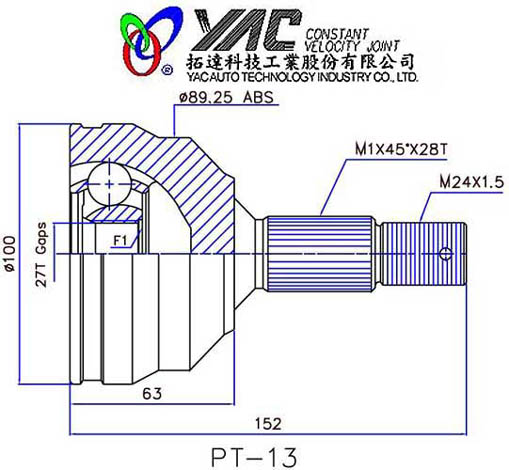 YAC CONSTANT
VELOCITY JOINT
®
拓達科技工業股份有限公司
YAC AUTO TECHNOLOGY INDUSTRY CO., LTD.
ø89.25 ABS
M1X45°X28T
M24X1.5
F1
27T Gaps
ø100
63
152
PT-13